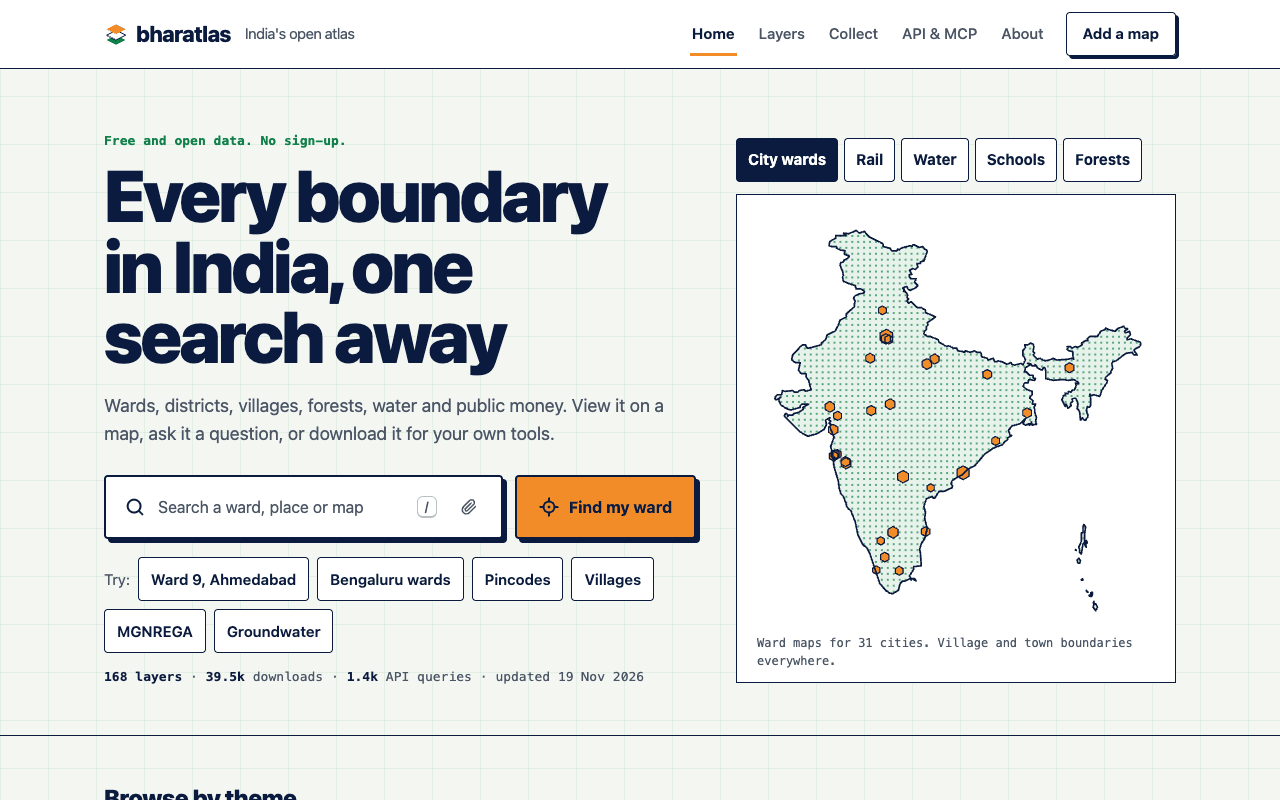 bharatlas India's open atlas
Home Layers Collect API & MCP About Add a map
Free and open data. No sign-up.
Every boundary
in India, one
search away
Wards, districts, villages, forests, water and public money. View it on a
map, ask it a question, or download it for your own tools.
Search a ward, place or map /
Find my ward
Try: Ward 9, Ahmedabad Bengaluru wards Pincodes Villages
MGNREGA Groundwater
168 layers · 39.5k downloads · 1.4k API queries · updated 19 Nov 2026
City wards Rail Water Schools Forests
Ward maps for 31 cities. Village and town boundaries
everywhere.
Browse by theme